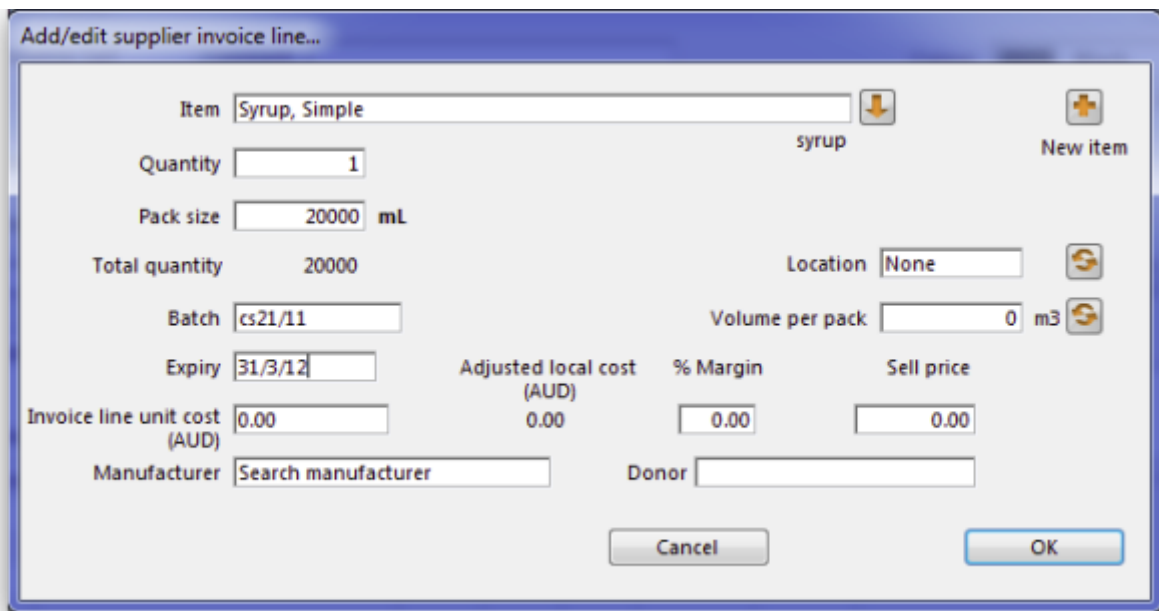 Add/edit supplier invoice line...
Item Syrup, Simple
syrup
New item
Quantity 1
Pack size 20000 mL
Total quantity 20000
Location None
Batch cs21/11
Volume per pack 0 m3
Expiry 31/3/12
Adjusted local cost (AUD)
% Margin
Sell price
Invoice line unit cost (AUD) 0.00
0.00
0.00
0.00
Manufacturer Search manufacturer
Donor
Cancel
OK